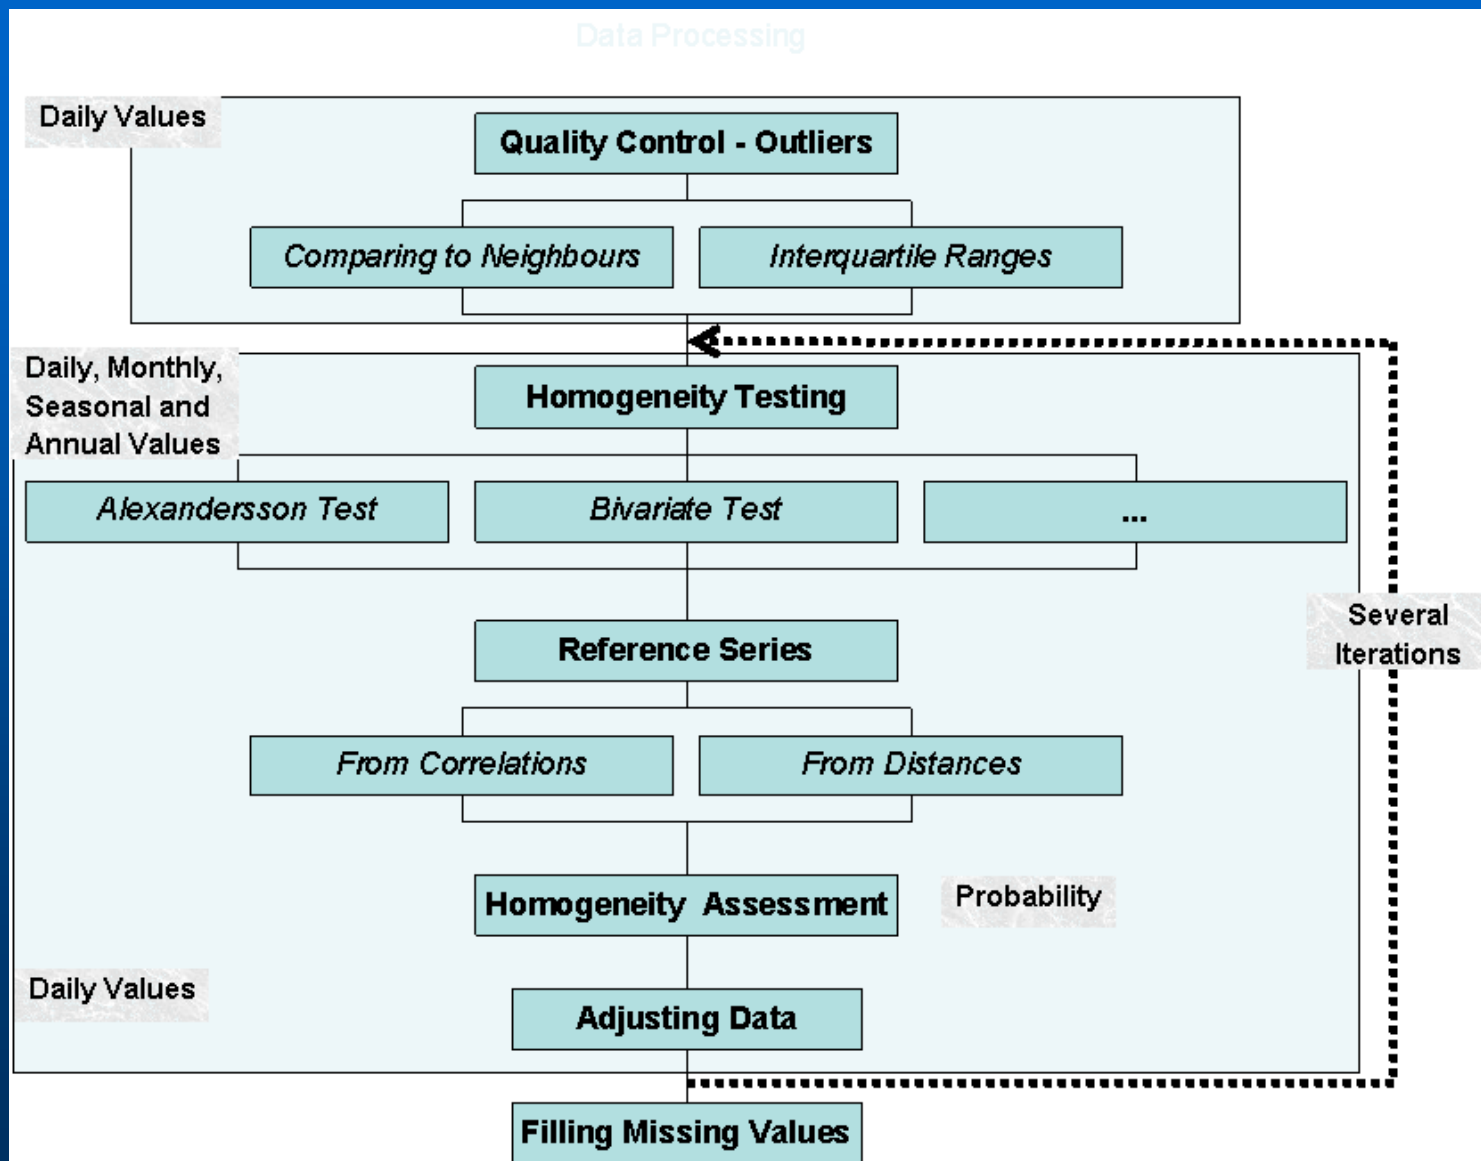 Data Processing
Daily Values
Quality Control - Outliers
Comparing to Neighbours
Interquartile Ranges
Daily, Monthly,
Seasonal and
Annual Values
Homogeneity Testing
Alexandersson Test
Bivariate Test
...
Several
Iterations
Reference Series
From Correlations
From Distances
Homogeneity Assessment
Probability
Daily Values
Adjusting Data
Filling Missing Values